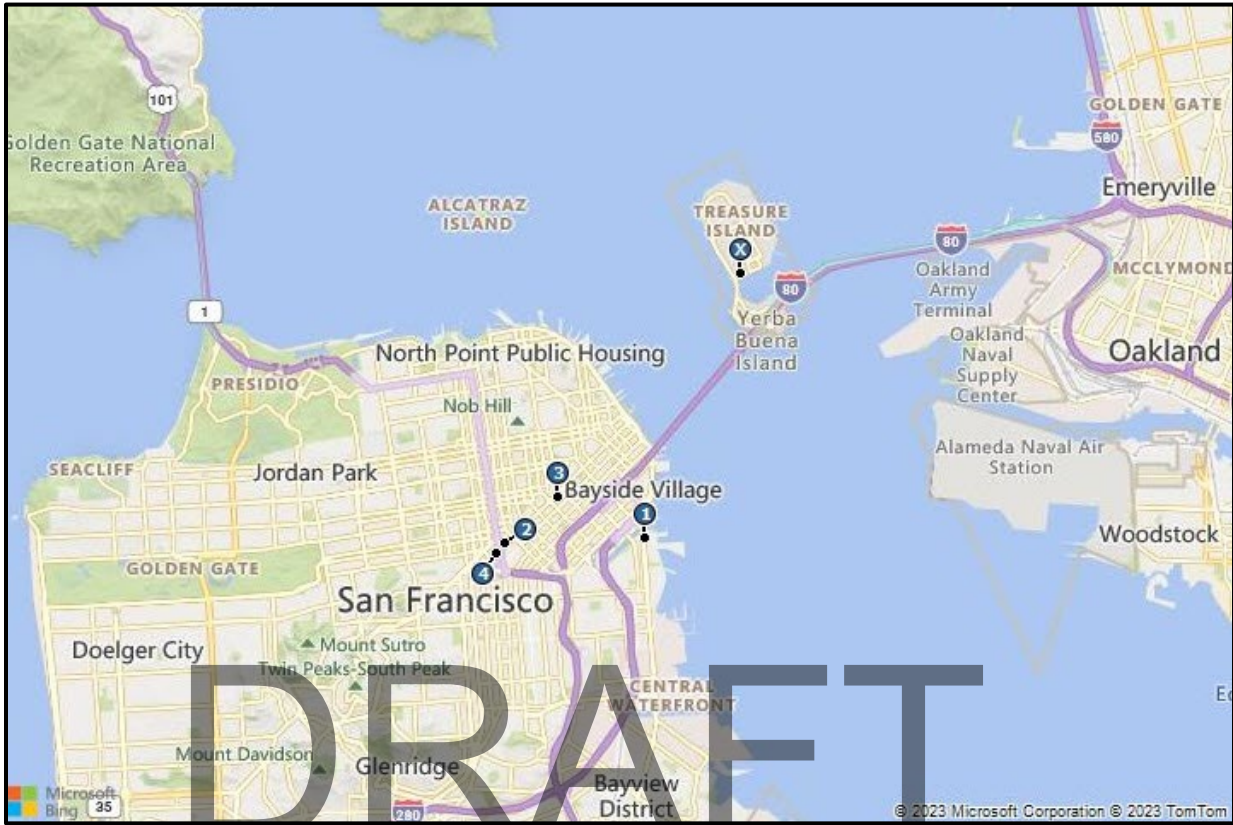 101
Golden Gate National
Recreation Area
ALCATRAZ
ISLAND
TREASURE
ISLAND
X
80
Yerba
Buena
Island
GOLDEN GATE
580
Emeryville
80
MCCLYMOND
Oakland
Army
Terminal
Oakland
Naval
Supply
Center
Oakland
1
PRESIDIO
North Point Public Housing
Nob Hill
SEACLIFF
Jordan Park
3
Bayside Village
1
2
4
Alameda Naval Air
Station
Woodstock
GOLDEN GATE
San Francisco
Doelger City
Mount Sutro
Twin Peaks-South Peak
CENTRAL
WATERFRONT
Mount Davidson
Glenridge
Bayview
District
280
35
DRAFT
Microsoft
Bing
© 2023 Microsoft Corporation © 2023 TomTom